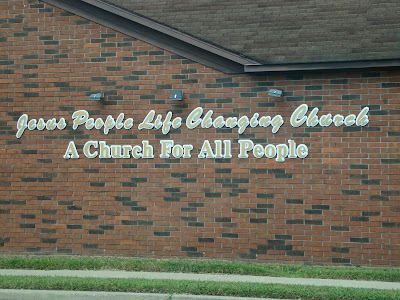 Jesus People Life Changing Church
A Church For All People